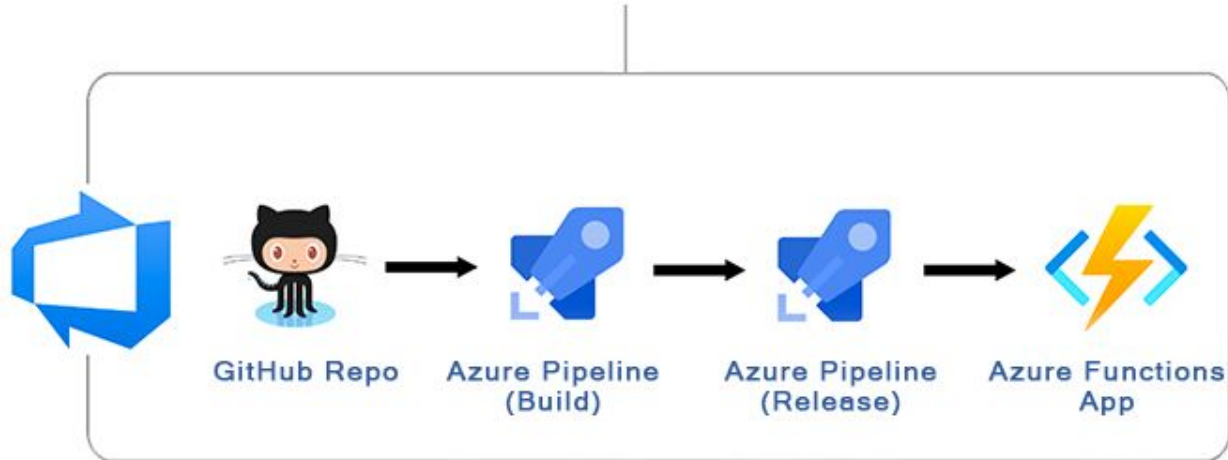 GitHub Repo
Azure Pipeline
(Build)
Azure Pipeline
(Release)
Azure Functions
App